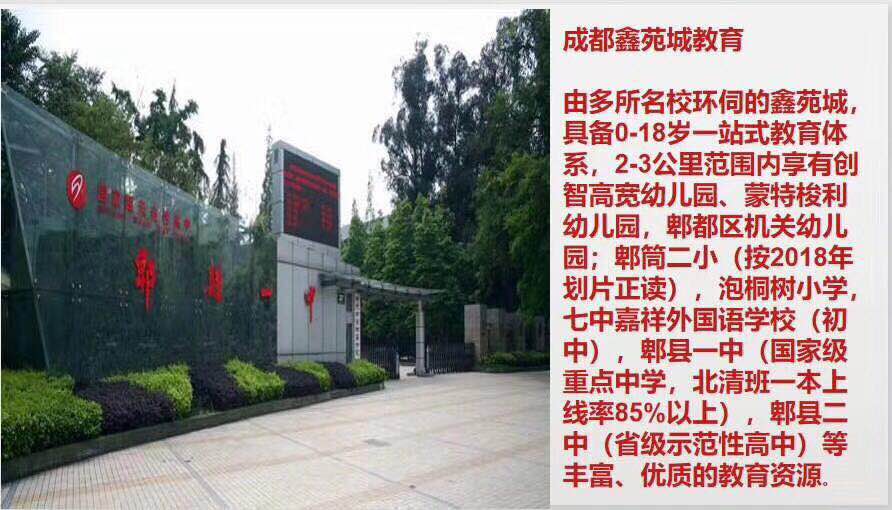 郫县一中
成都鑫苑城教育
由多所名校环伺的鑫苑城，
具备0-18岁一站式教育体
系，2-3公里范围内享有创
智高宽幼儿园、蒙特梭利
幼儿园，郫都区机关幼儿
园；郫筒二小（按2018年
划片正读），泡桐树小学，
七中嘉祥外国语学校（初
中），郫县一中（国家级
重点中学，北清班一本上
线率85%以上），郫县二
中（省级示范性高中）等
丰富、优质的教育资源。